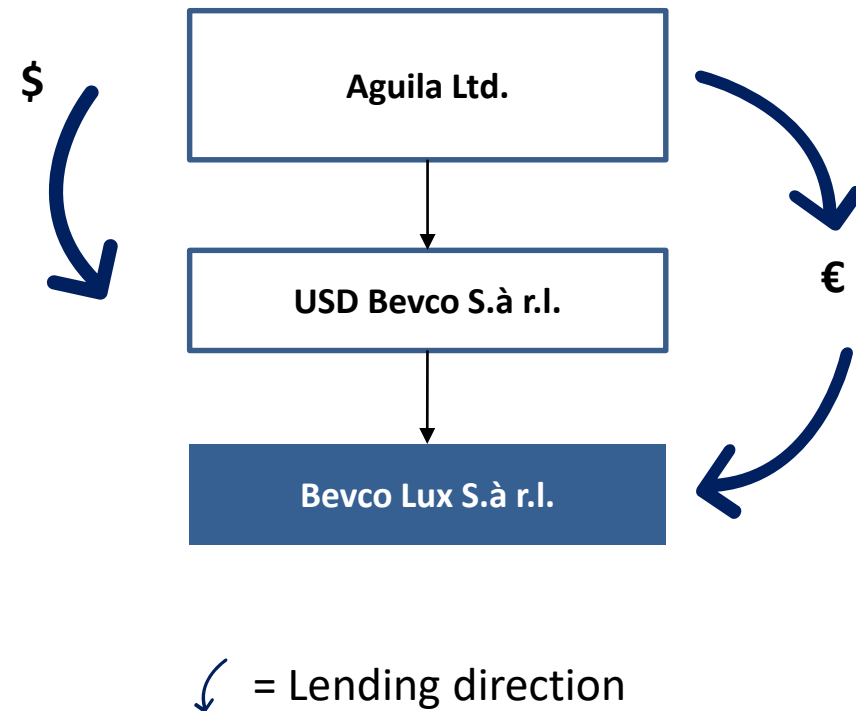 $
Aguila Ltd.
USD Bevco S.à r.l.
€
Bevco Lux S.à r.l.
= Lending direction